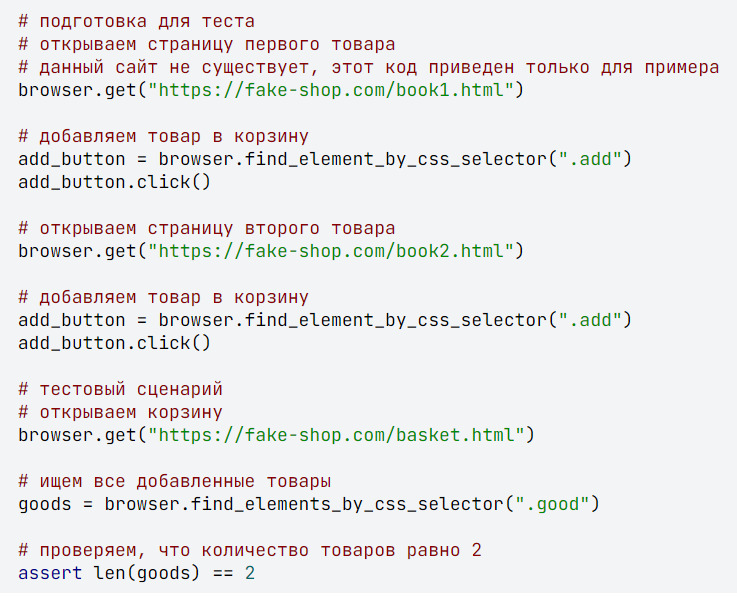 # подготовка для теста
# открываем страницу первого товара
# данный сайт не существует, этот код приведен только для примера
browser.get("https://fake-shop.com/book1.html")
# добавляем товар в корзину
add_button = browser.find_element_by_css_selector(".add")
add_button.click()
# открываем страницу второго товара
browser.get("https://fake-shop.com/book2.html")
# добавляем товар в корзину
add_button = browser.find_element_by_css_selector(".add")
add_button.click()
# тестовый сценарий
# открываем корзину
browser.get("https://fake-shop.com/basket.html")
# ищем все добавленные товары
goods = browser.find_elements_by_css_selector(".good")
# проверяем, что количество товаров равно 2
assert len(goods) == 2